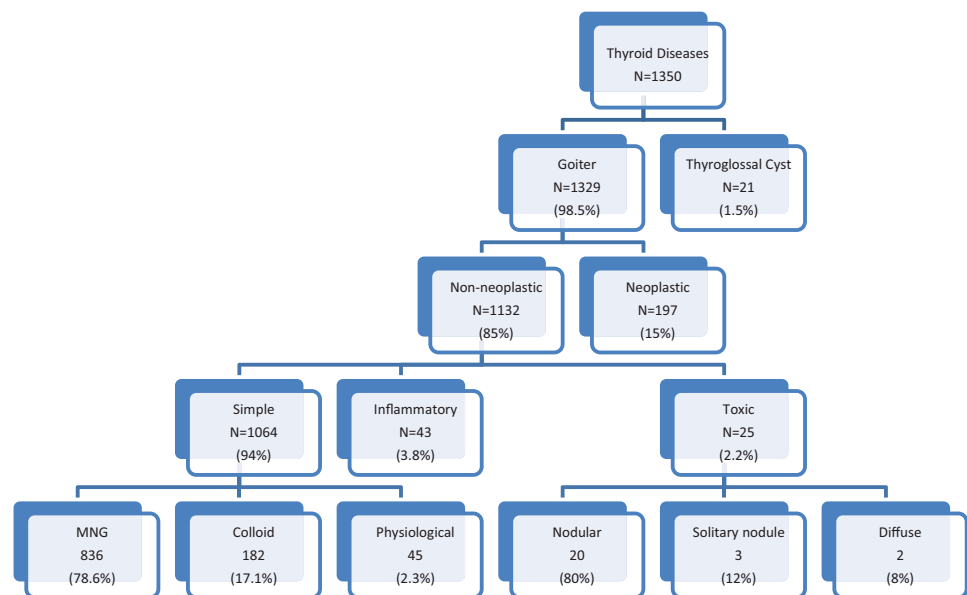 Thyroid Diseases
N=1350
Goiter
N=1329
(98.5%)
Thyroglossal Cyst
N=21
(1.5%)
Non-neoplastic
N=1132
(85%)
Neoplastic
N=197
(15%)
Simple
N=1064
(94%)
Inflammatory
N=43
(3.8%)
Toxic
N=25
(2.2%)
MNG
836
(78.6%)
Colloid
182
(17.1%)
Physiological
45
(2.3%)
Nodular
20
(80%)
Solitary nodule
3
(12%)
Diffuse
2
(8%)